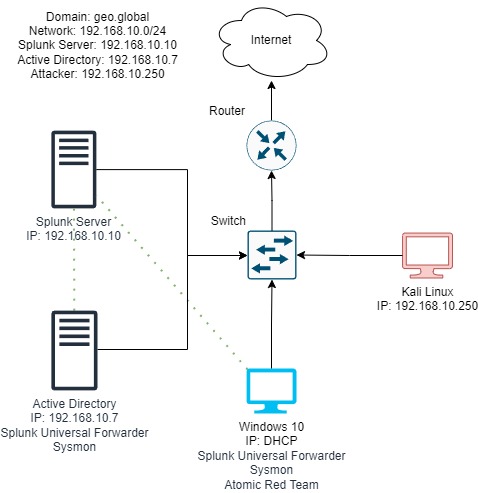 Domain: geo.global
Network: 192.168.10.0/24
Splunk Server: 192.168.10.10
Active Directory: 192.168.10.7
Attacker: 192.168.10.250
Internet
Router
Splunk Server
IP: 192.168.10.10
Switch
Kali Linux
IP: 192.168.10.250
Active Directory
IP: 192.168.10.7
Splunk Universal Forwarder
Sysmon
Windows 10
IP: DHCP
Splunk Universal Forwarder
Sysmon
Atomic Red Team